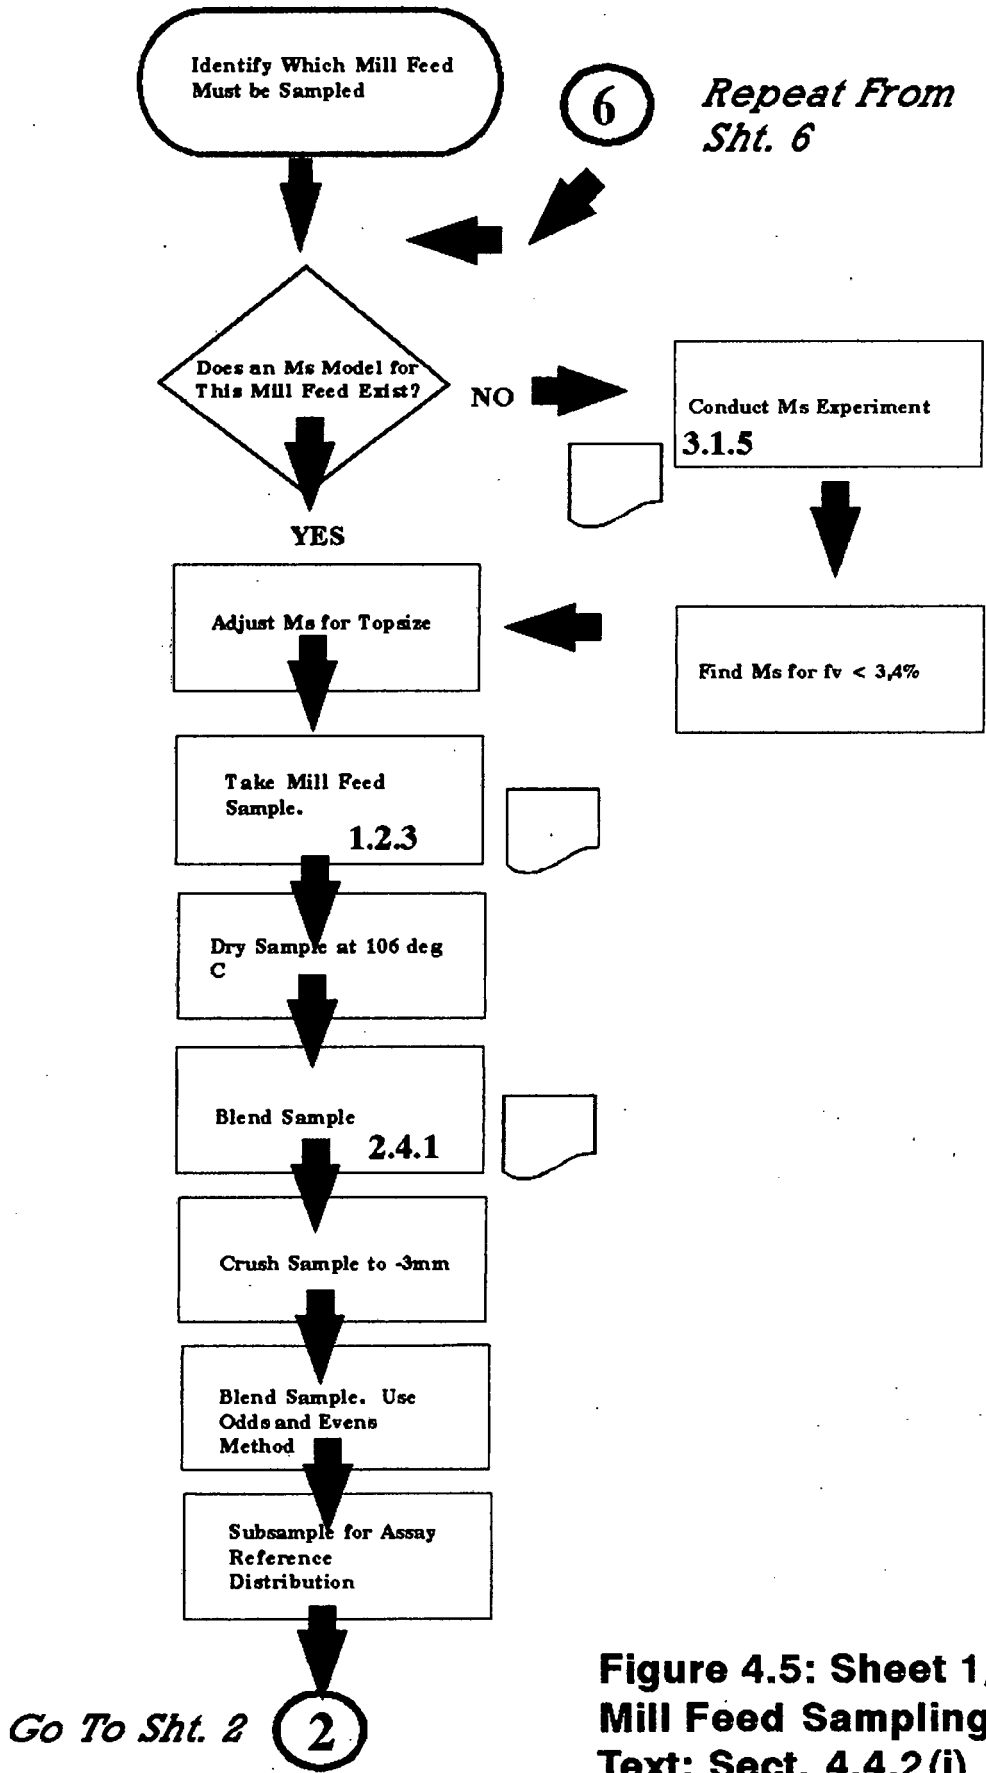 Identify Which Mill Feed
Must be Sampled
6
Repeat From
Sht. 6
Does an Ms Model for
This Mill Feed Exist?
NO
Conduct Ms Experiment
3.1.5
YES
Adjust Ms for Topsize
Find Ms for fv < 3,4%
Take Mill Feed
Sample.
1.2.3
Dry Sample at 106 deg
C
Blend Sample
2.4.1
Crush Sample to -3mm
Blend Sample. Use
Odds and Evens
Method
Subsample for Assay
Reference
Distribution
Go To Sht. 2
2
Figure 4.5: Sheet 1,
Mill Feed Sampling
Text: Sect. 4.4.2(i)